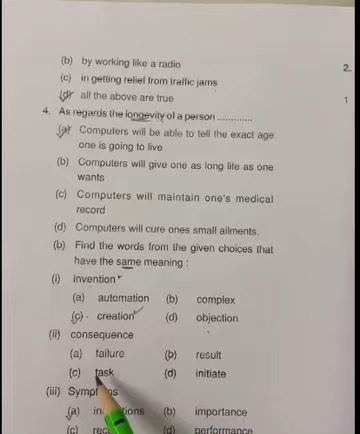 (b) by working like a radio
2.
(c) in getting relief from traffic jams
(d) all the above are true
1
4. As regards the longevity of a person .............
(a) Computers will be able to tell the exact age
one is going to live
(b) Computers will give one as long life as one
wants
(c) Computers will maintain one's medical
record
(d) Computers will cure ones small ailments.
(b) Find the words from the given choices that
have the same meaning :
(i) invention
(a) automation (b) complex
(c) creation (d) objection
(ii) consequence
(a) failure (b) result
(c) task (d) initiate
(iii)
(a) (b) importance
(c) (d) performance